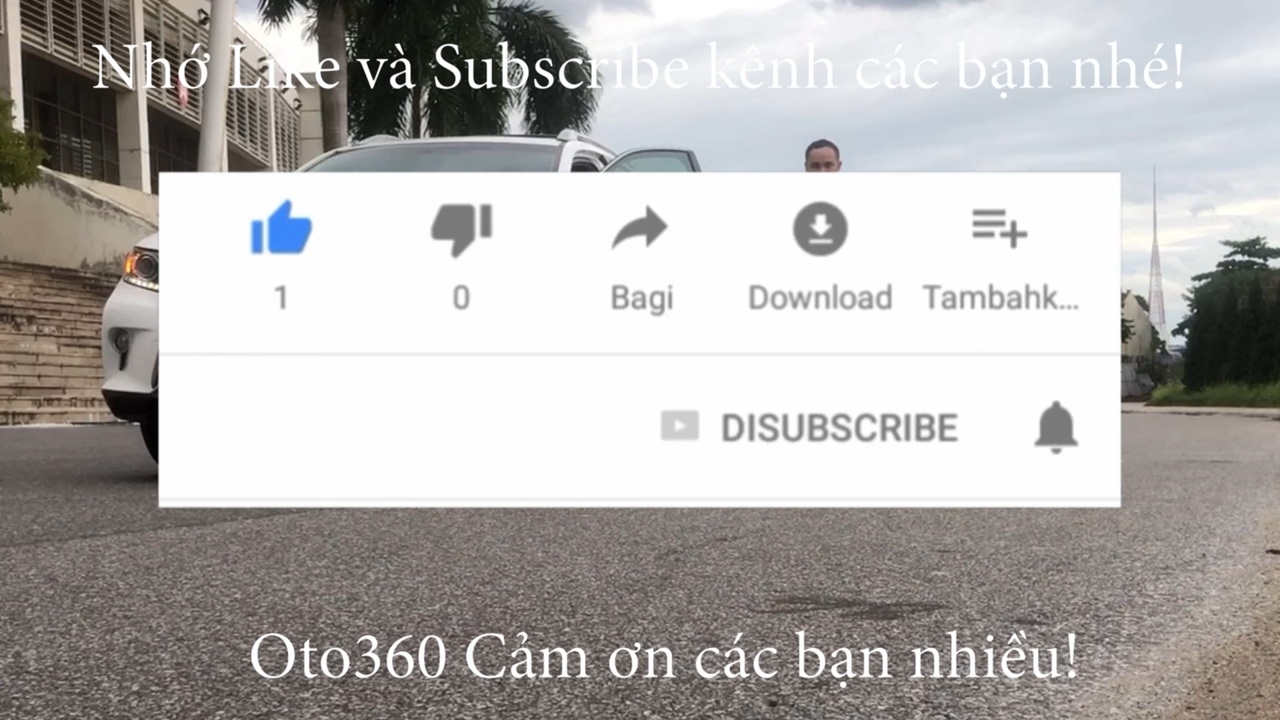 Nhớ Like và Subscribe kênh các bạn nhé!
1
0
Bagi
Download
Tambahk...
DISUBSCRIBE
Oto360 Cảm ơn các bạn nhiều!